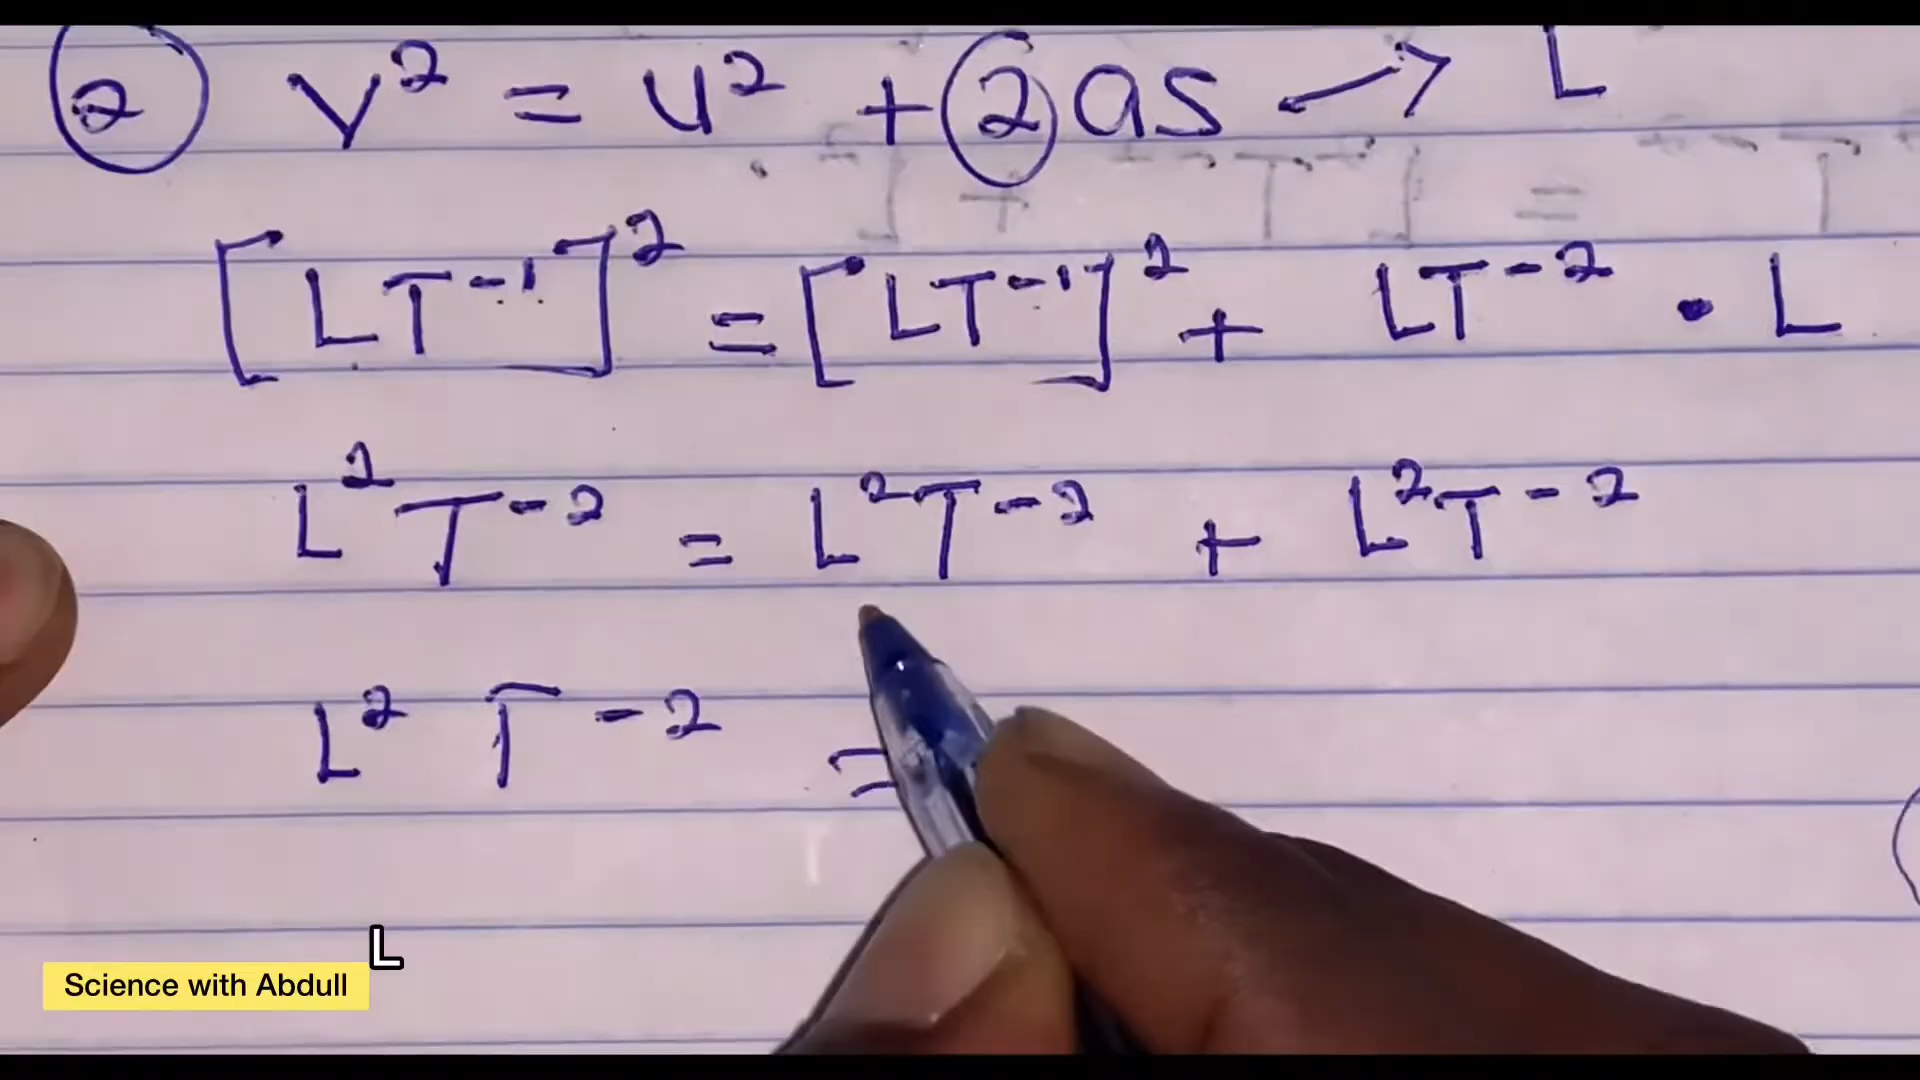 ② v² = u² + ②as ↔ L
[LT⁻¹]² = [LT⁻¹]² + LT⁻² · L
L²T⁻² = L²T⁻² + L²T⁻²
L²T⁻² =
L
Science with Abdull